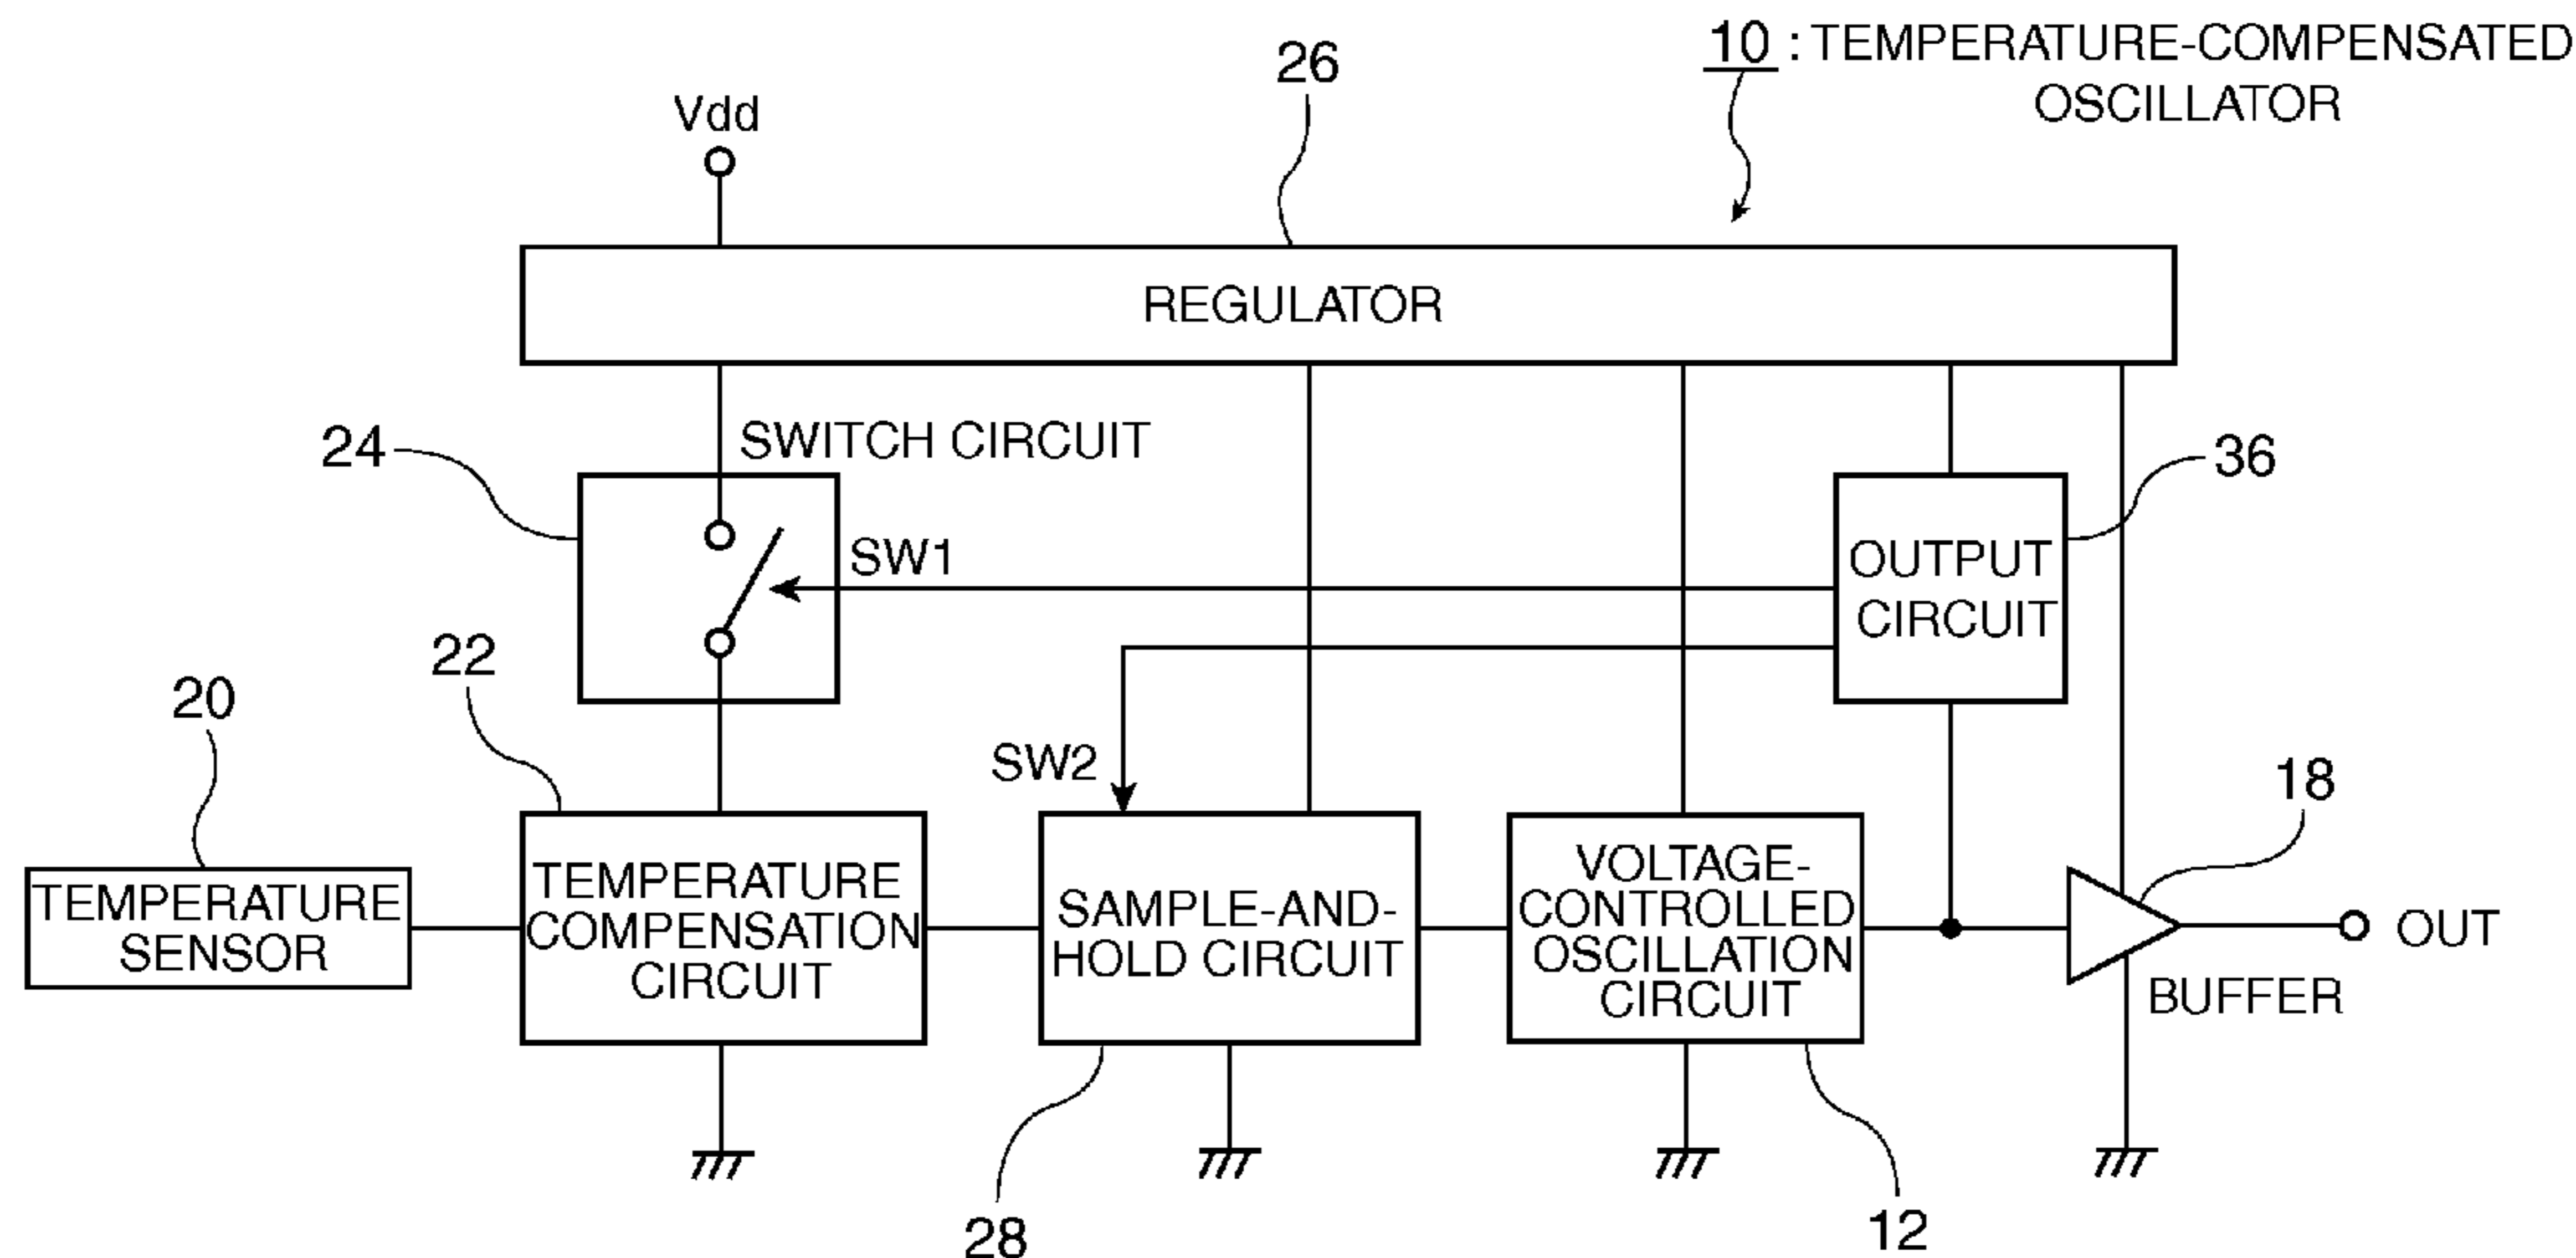 10 : TEMPERATURE-COMPENSATED
OSCILLATOR
26
Vdd
REGULATOR
SWITCH CIRCUIT
24
36
SW1
OUTPUT
CIRCUIT
22
20
SW2
18
TEMPERATURE
SENSOR
TEMPERATURE
COMPENSATION
CIRCUIT
SAMPLE-AND-
HOLD CIRCUIT
VOLTAGE-
CONTROLLED
OSCILLATION
CIRCUIT
OUT
BUFFER
28
12